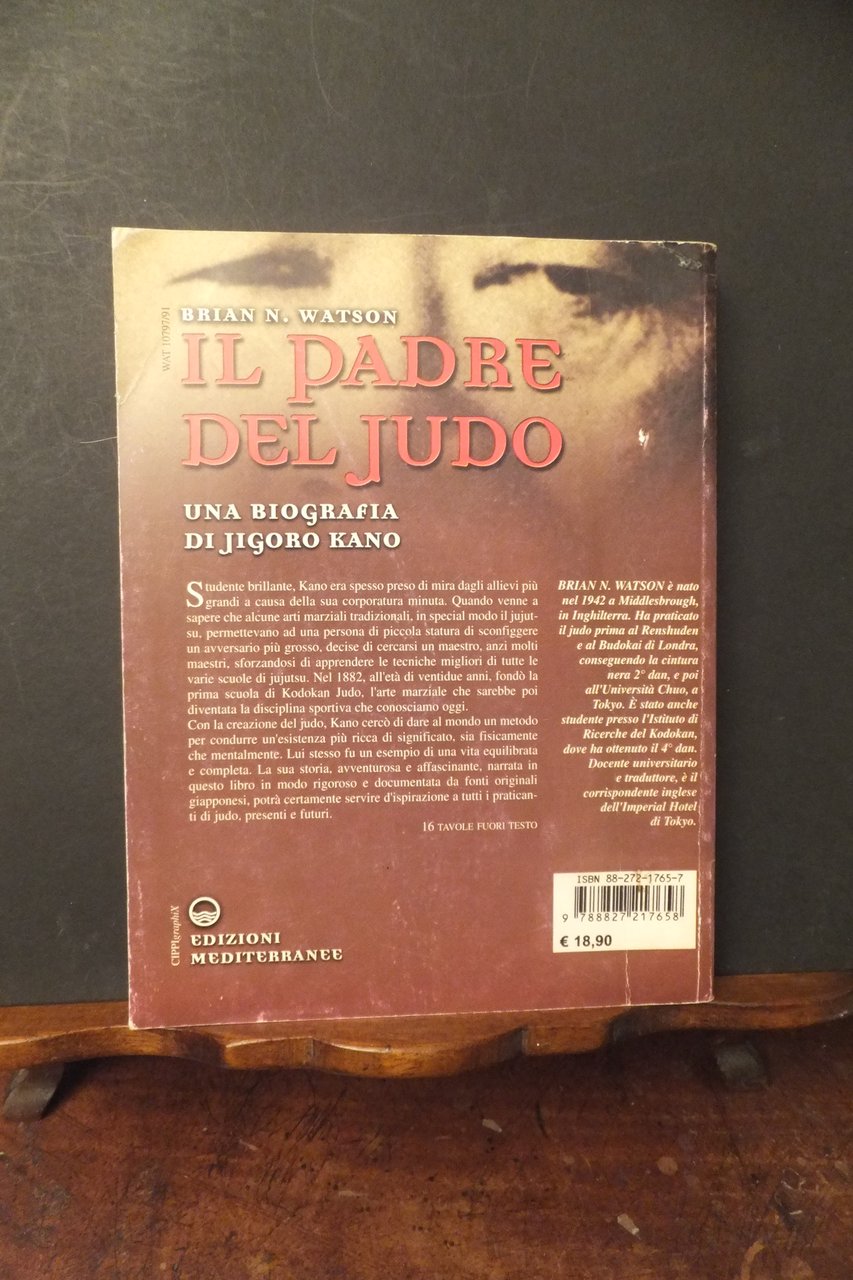 WAT 10797/91
BRIAN N. WATSON
IL PADRE
DEL JUDO
UNA BIOGRAFIA
DI JIGORO KANO
Studente brillante, Kano era spesso preso di mira dagli allievi più
grandi a causa della sua corporatura minuta. Quando venne a
sapere che alcune arti marziali tradizionali, in special modo il jujut-
su, permettevano ad una persona di piccola statura di sconfiggere
un avversario più grosso, decise di cercarsi un maestro, anzi molti
maestri, sforzandosi di apprendere le tecniche migliori di tutte le
varie scuole di jujutsu. Nel 1882, all'età di ventidue anni, fondò la
prima scuola di Kodokan Judo, l'arte marziale che sarebbe poi
diventata la disciplina sportiva che conosciamo oggi.
Con la creazione del judo, Kano cercò di dare al mondo un metodo
per condurre un'esistenza più ricca di significato, sia fisicamente
che mentalmente. Lui stesso fu un esempio di una vita equilibrata
e completa. La sua storia, avventurosa e affascinante, narrata in
questo libro in modo rigoroso e documentata da fonti originali
giapponesi, potrà certamente servire d'ispirazione a tutti i pratican-
ti di judo, presenti e futuri.
16 TAVOLE FUORI TESTO
BRIAN N. WATSON è nato
nel 1942 a Middlesbrough,
in Inghilterra. Ha praticato
il judo prima al Renshuden
e al Budokai di Londra,
conseguendo la cintura
nera 2° dan, e poi
all'Università Chuo, a
Tokyo. È stato anche
studente presso l'Istituto di
Ricerche del Kodokan,
dove ha ottenuto il 4° dan.
Docente universitario
e traduttore, è il
corrispondente inglese
dell'Imperial Hotel
di Tokyo.
CIPPIgraphiX
EDIZIONI
MEDITERRANEE
ISBN 88-272-1765-7
9 788827 217658
€ 18,90